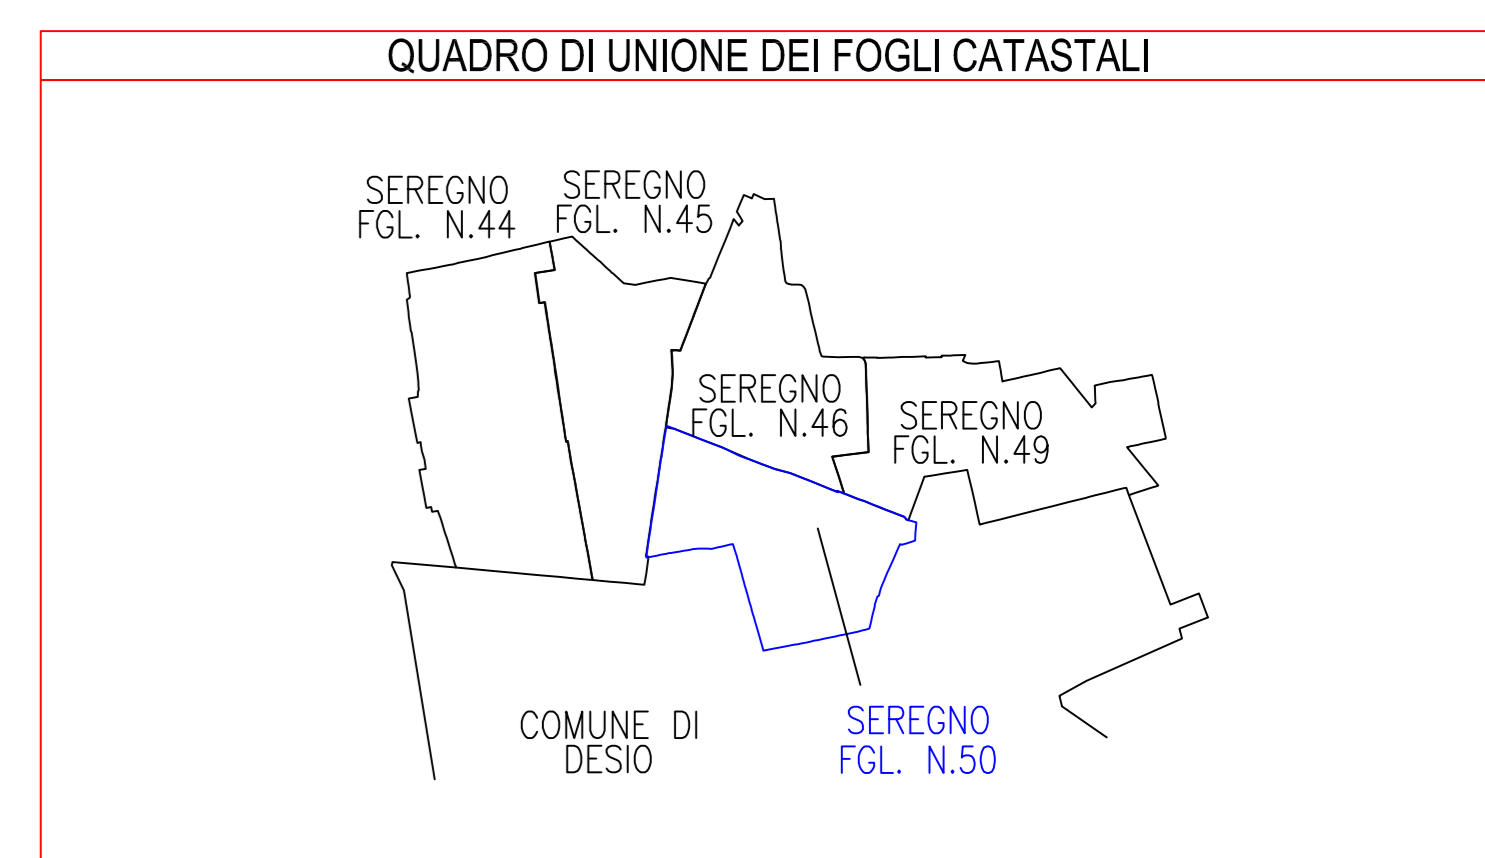 QUADRO DI UNIONE DEI FOGLI CATASTALI
SEREGNO
FGL. N.44
SEREGNO
FGL. N.45
SEREGNO
FGL. N.46
SEREGNO
FGL. N.49
COMUNE DI
DESIO
SEREGNO
FGL. N.50